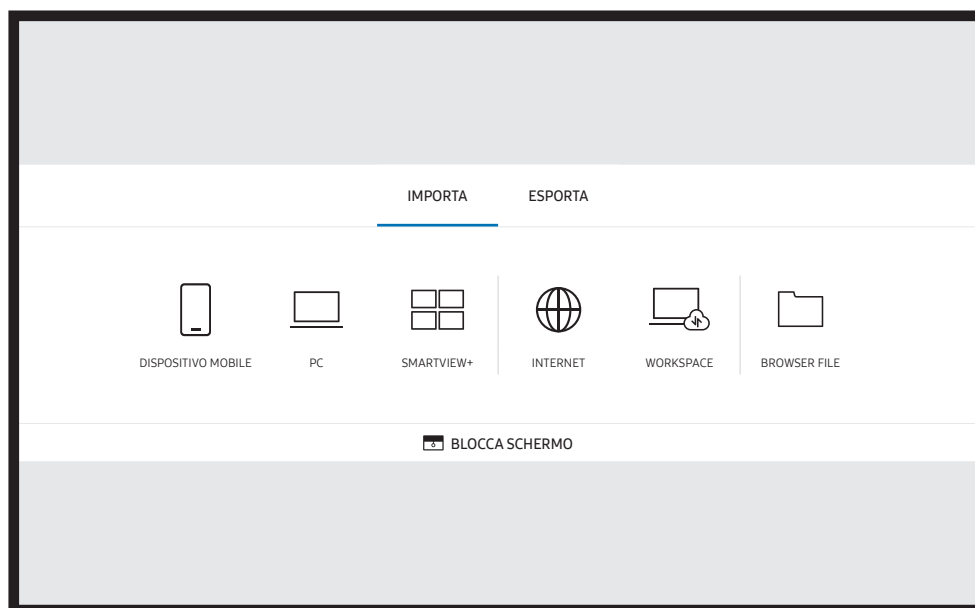 IMPORTA ESPORTA
DISPOSITIVO MOBILE PC SMARTVIEW+ INTERNET WORKSPACE BROWSER FILE
BLOCCA SCHERMO